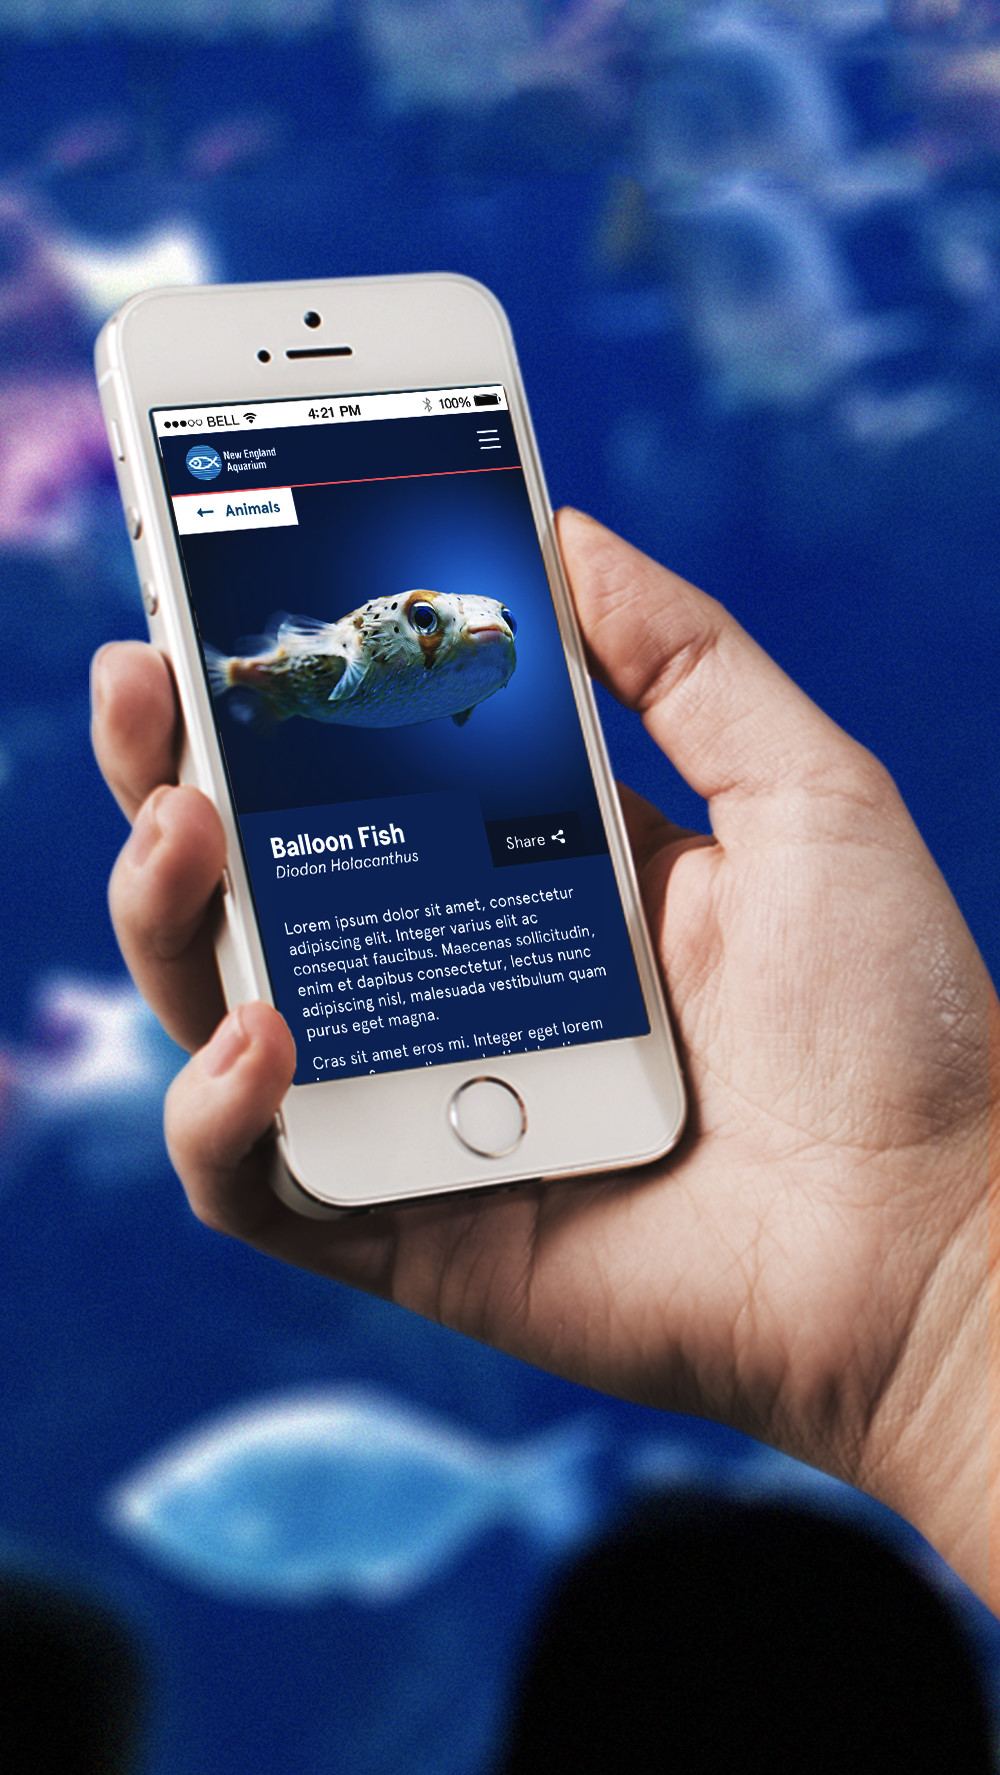 BELL 4:21 PM 100%
New England
Aquarium
← Animals
Balloon Fish
Diodon Holacanthus
Share
Lorem ipsum dolor sit amet, consectetur
adipiscing elit. Integer varius elit ac
consequat faucibus. Maecenas sollicitudin,
enim et dapibus consectetur, lectus nunc
adipiscing nisl, malesuada vestibulum quam
purus eget magna.
Cras sit amet eros mi. Integer eget lorem